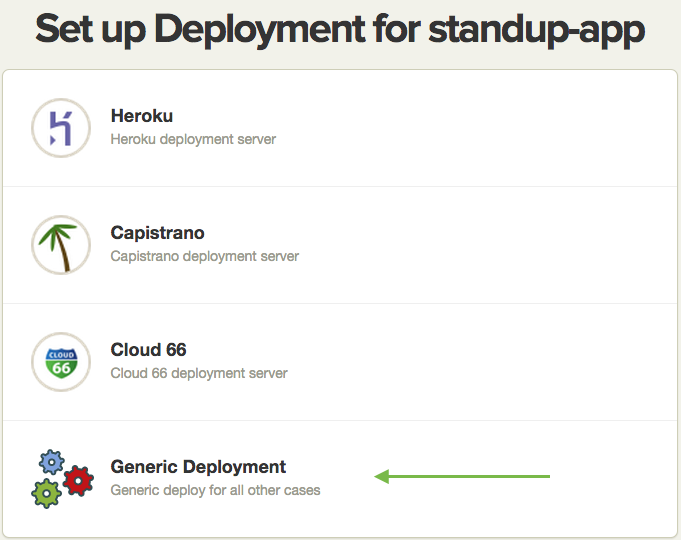 Set up Deployment for standup-app
Heroku
Heroku deployment server
Capistrano
Capistrano deployment server
CLOUD
66
Cloud 66
Cloud 66 deployment server
Generic Deployment
Generic deploy for all other cases